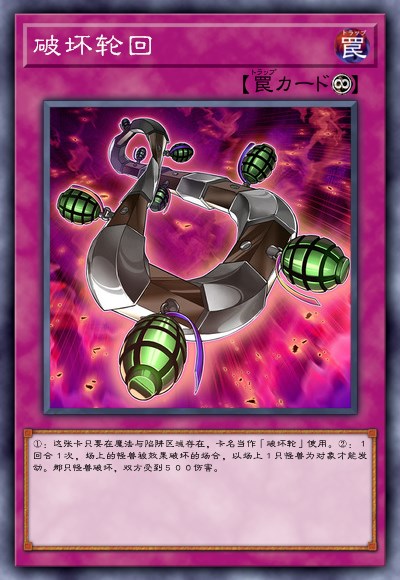 破坏轮回
トラップ
罠
トラップ
【罠カード】
①：这张卡只要在魔法与陷阱区域存在，卡名当作「破坏轮」使用。②：1
回合1次，场上的怪兽被效果破坏的场合，以场上1只怪兽为对象才能发
动。那只怪兽破坏，双方受到500伤害。